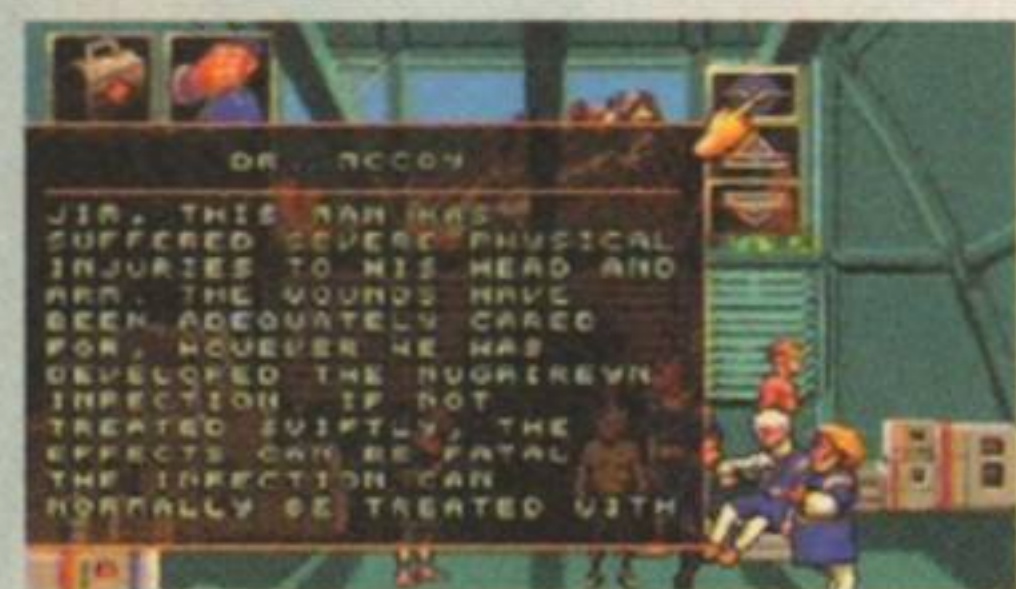 DR. MCCOY
JIM, THIS MAN HAS
SUFFERED SEVERE PHYSICAL
INJURIES TO HIS HEAD AND
ARM. THE WOUNDS HAVE
BEEN ADEQUATELY CARED
FOR, HOWEVER HE HAS
DEVELOPED THE
INFECTION. IF NOT
TREATED SWIFTLY, THE
EFFECTS CAN BE FATAL
THE INFECTION CAN
NORMALLY BE TREATED WITH